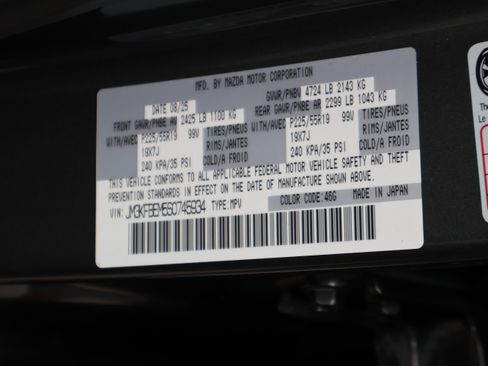 MFD. BY MAZDA MOTOR CORPORATION
DATE 08/25 GVWR/PNBV 4724 LB 2143 KG
FRONT GAWR/PNBE AV 2425 LB 1100 KG REAR GAWR/PNBE AR 2299 LB 1043 KG
WITH/AVEC P225/55R19 99V TIRES/PNEUS WITH/AVEC P225/55R19 99V TIRES/PNEUS
19X7J RIMS/JANTES 19X7J RIMS/JANTES
240 KPA/35 PSI COLD/A FROID 240 KPA/35 PSI COLD/A FROID
THIS VEHICLE CONFORMS TO ALL APPLICABLE FEDERAL MOTOR VEHICLE SAFETY AND THEFT
PREVENTION STANDARDS IN EFFECT ON THE DATE OF MANUFACTURE SHOWN ABOVE.
VIN: TYPE: MPV COLOR CODE: 46G MADE IN JAPAN
Th
Le